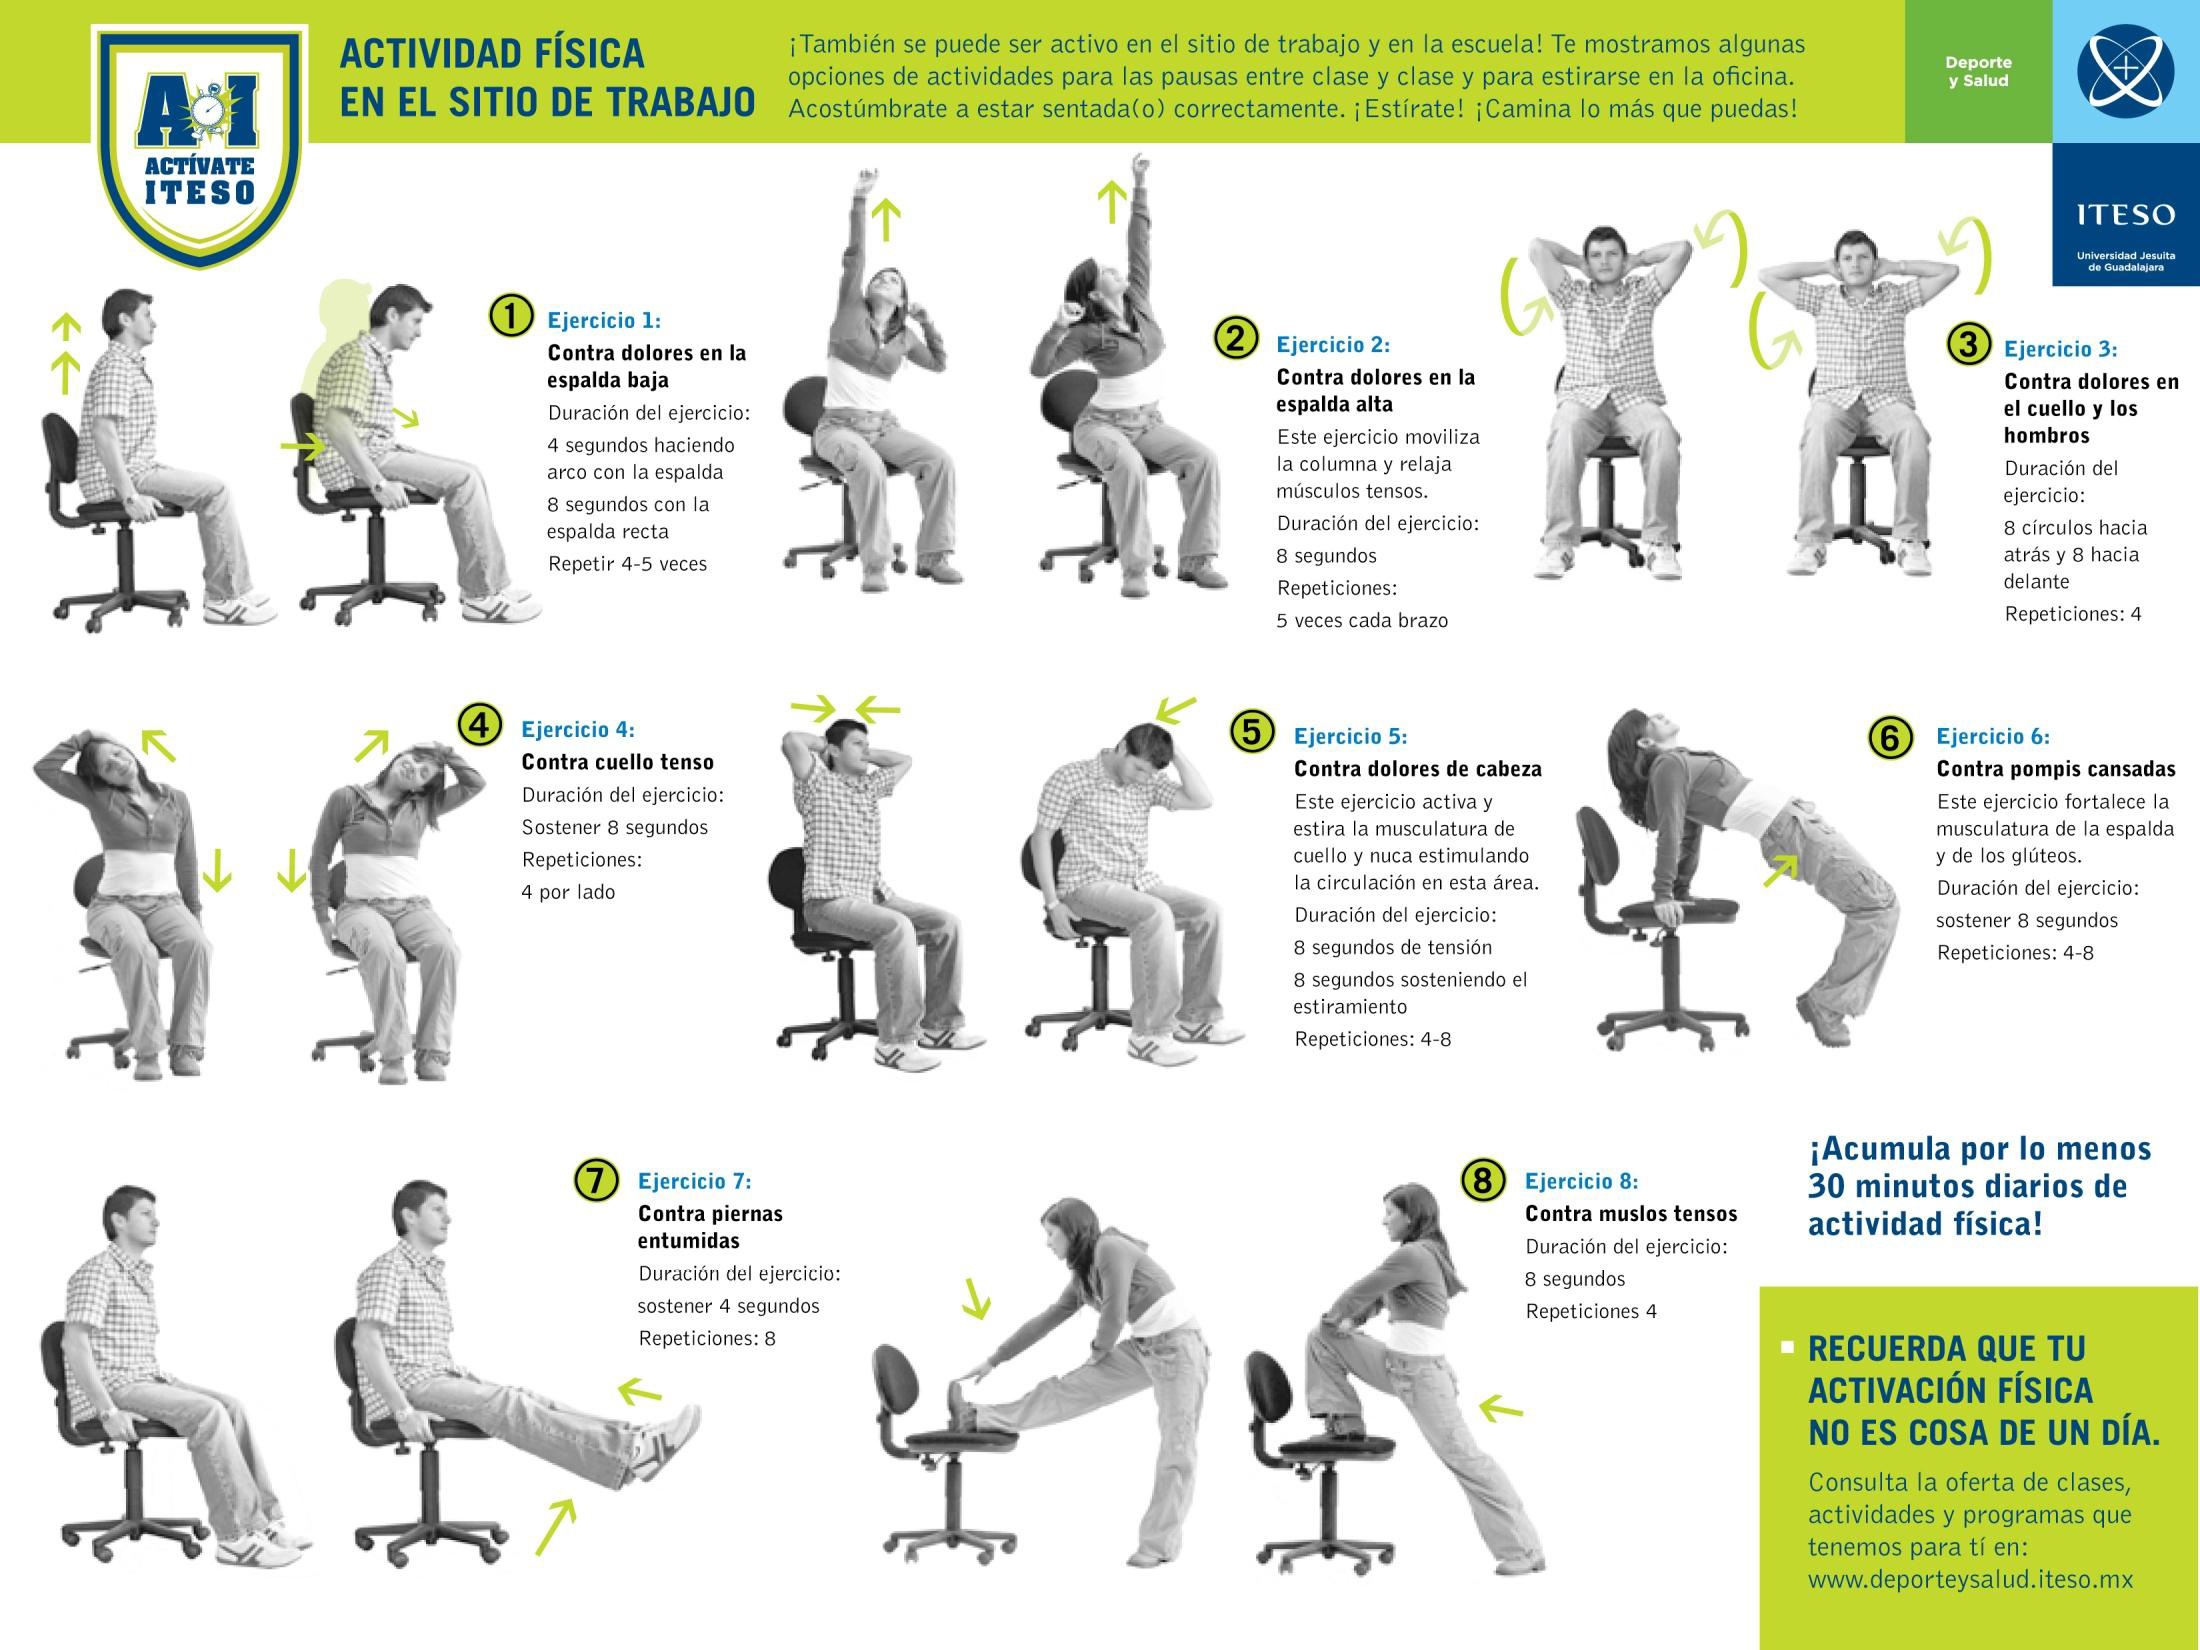 ACTIVIDAD FÍSICA
EN EL SITIO DE TRABAJO
¡También se puede ser activo en el sitio de trabajo y en la escuela! Te mostramos algunas
opciones de actividades para las pausas entre clase y clase y para estirarse en la oficina.
Acostúmbrate a estar sentada(o) correctamente. ¡Estírate! ¡Camina lo más que puedas!
Deporte
y Salud
ITESO
Universidad Jesuita
de Guadalajara
A I
ACTÍVATE
ITESO
1
Ejercicio 1:
Contra dolores en la
espalda baja
Duración del ejercicio:
4 segundos haciendo
arco con la espalda
8 segundos con la
espalda recta
Repetir 4-5 veces
2
Ejercicio 2:
Contra dolores en la
espalda alta
Este ejercicio moviliza
la columna y relaja
músculos tensos.
Duración del ejercicio:
8 segundos
Repeticiones:
5 veces cada brazo
3
Ejercicio 3:
Contra dolores en
el cuello y los
hombros
Duración del
ejercicio:
8 círculos hacia
atrás y 8 hacia
delante
Repeticiones: 4
4
Ejercicio 4:
Contra cuello tenso
Duración del ejercicio:
Sostener 8 segundos
Repeticiones:
4 por lado
5
Ejercicio 5:
Contra dolores de cabeza
Este ejercicio activa y
estira la musculatura de
cuello y nuca estimulando
la circulación en esta área.
Duración del ejercicio:
8 segundos de tensión
8 segundos sosteniendo el
estiramiento
Repeticiones: 4-8
6
Ejercicio 6:
Contra pompis cansadas
Este ejercicio fortalece la
musculatura de la espalda
y de los glúteos.
Duración del ejercicio:
sostener 8 segundos
Repeticiones: 4-8
7
Ejercicio 7:
Contra piernas
entumidas
Duración del ejercicio:
sostener 4 segundos
Repeticiones: 8
8
Ejercicio 8:
Contra muslos tensos
Duración del ejercicio:
8 segundos
Repeticiones 4
¡Acumula por lo menos
30 minutos diarios de
actividad física!
RECUERDA QUE TU
ACTIVACIÓN FÍSICA
NO ES COSA DE UN DÍA.
Consulta la oferta de clases,
actividades y programas que
tenemos para tí en:
www.deporteysalud.iteso.mx